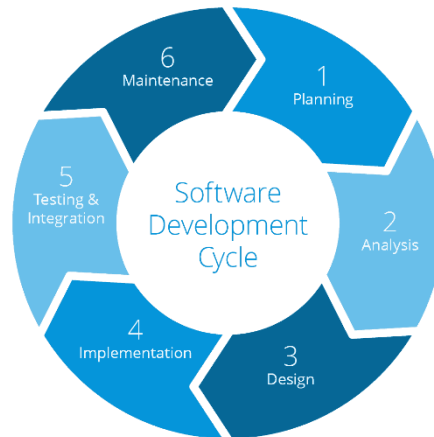 Software
Development
Cycle
1
Planning
2
Analysis
3
Design
4
Implementation
5
Testing &
Integration
6
Maintenance